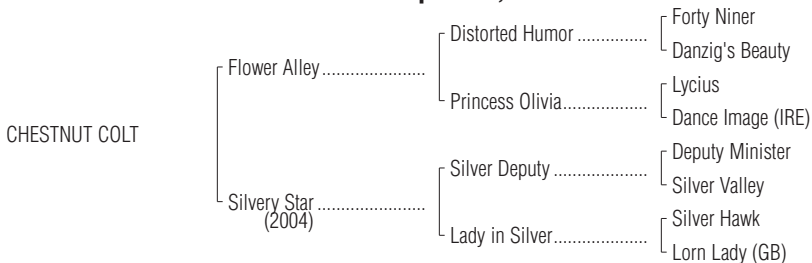 Forty Niner
Distorted Humor ...............
Danzig's Beauty
Flower Alley......................
Lycius
Princess Olivia..................
Dance Image (IRE)
CHESTNUT COLT
Deputy Minister
Silver Deputy ....................
Silver Valley
Silvery Star .......................
(2004)
Silver Hawk
Lady in Silver....................
Lorn Lady (GB)